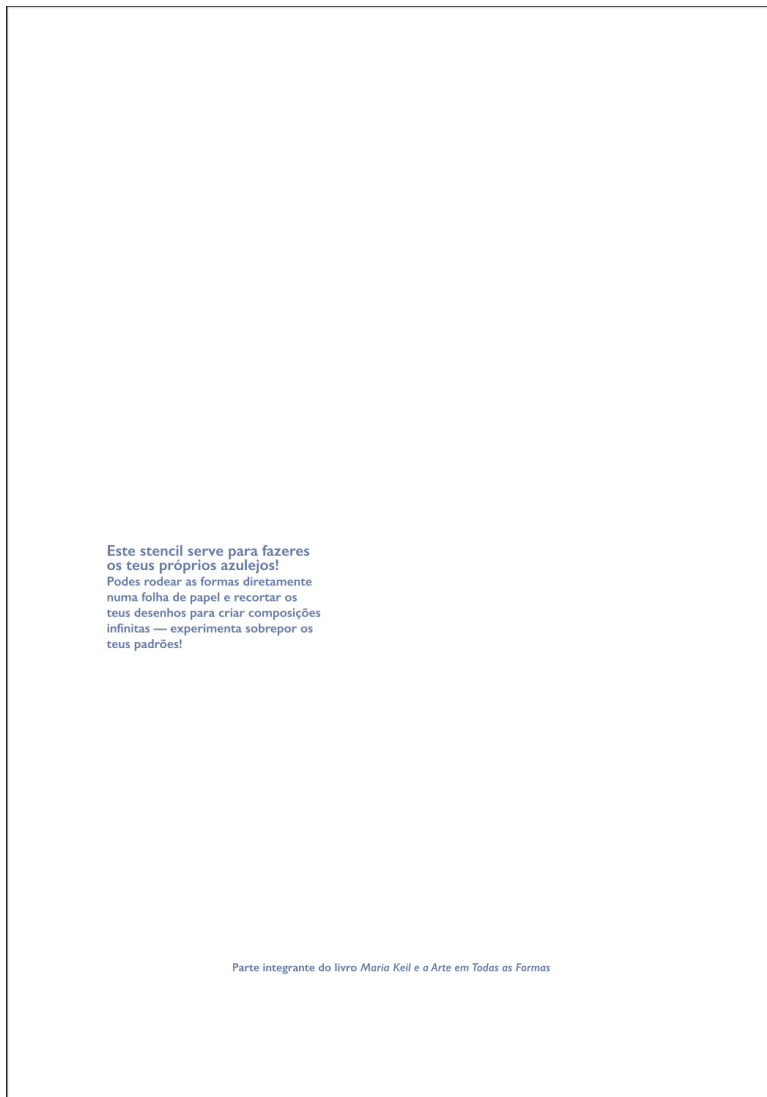 Este stencil serve para fazeres
os teus próprios azulejos!
Podes rodear as formas diretamente
numa folha de papel e recortar os
teus desenhos para criar composições
infinitas — experimenta sobrepor os
teus padrões!
Parte integrante do livro Maria Keil e a Arte em Todas as Formas